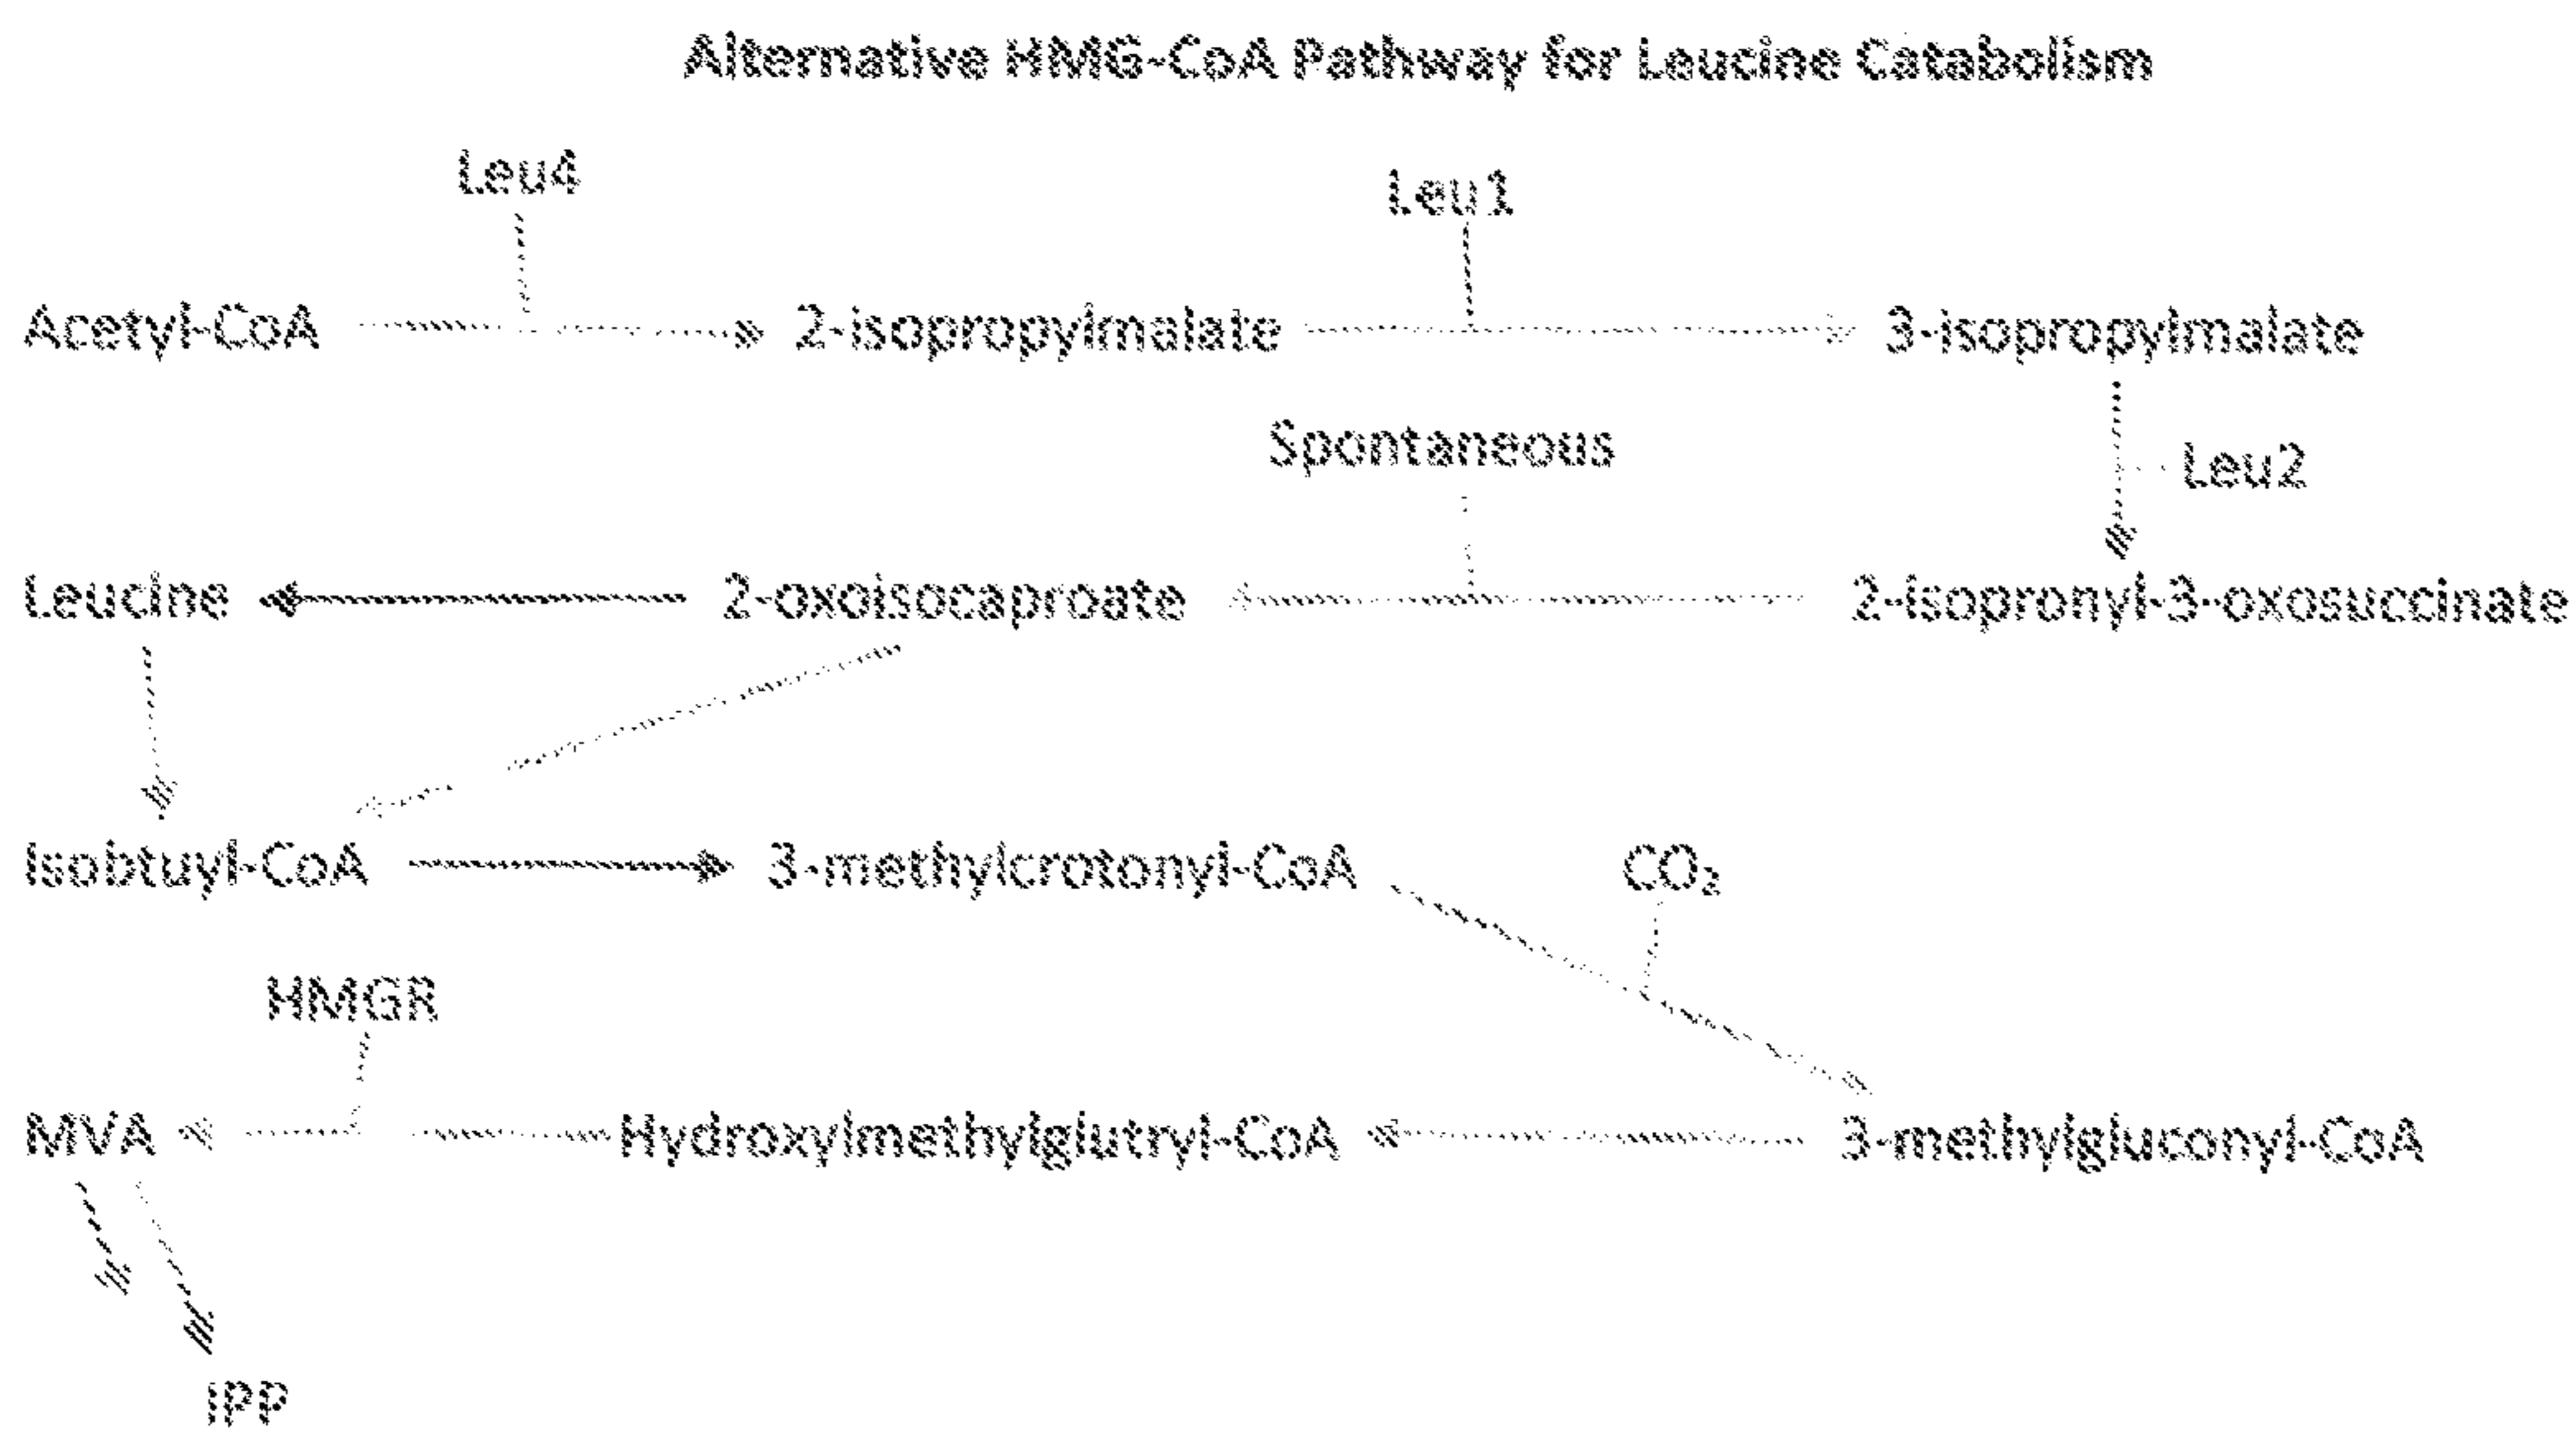 Alternative HMG-CoA Pathway for Leucine Catabolism
Leu4
Leu1
Acetyl-CoA 2-isopropylmalate 3-isopropylmalate
Spontaneous
Leu2
Leucine 2-oxoisocaproate 2-isopronyl-3-oxosuccinate
Isobtuyl-CoA 3-methylcrotonyl-CoA CO₂
HMGR
MVA Hydroxylmethylglutryl-CoA 3-methylgluconyl-CoA
IPP